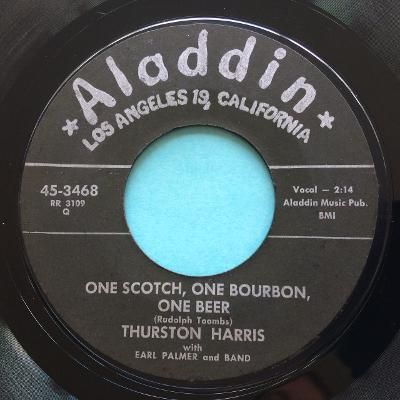 ★Aladdin★
LOS ANGELES 19, CALIFORNIA
45-3468
RR 3109
Q
Vocal — 2:14
Aladdin Music Pub.
BMI
ONE SCOTCH, ONE BOURBON,
ONE BEER
(Rudolph Toombs)
THURSTON HARRIS
with
EARL PALMER and BAND